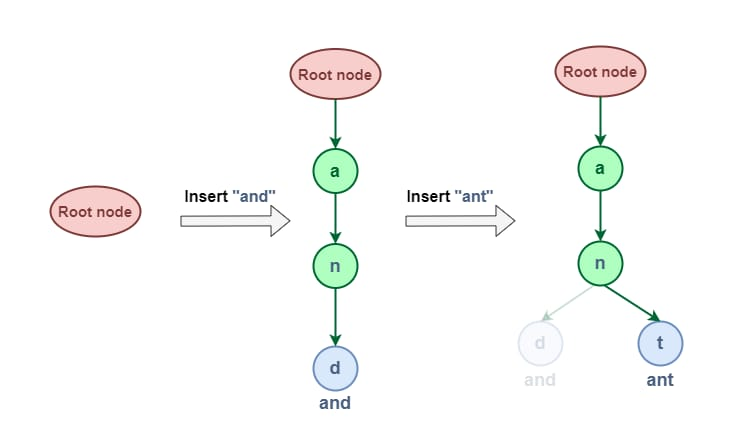 Root node
Insert "and"
Root node
a
n
d
and
Insert "ant"
Root node
a
n
d
and
t
ant